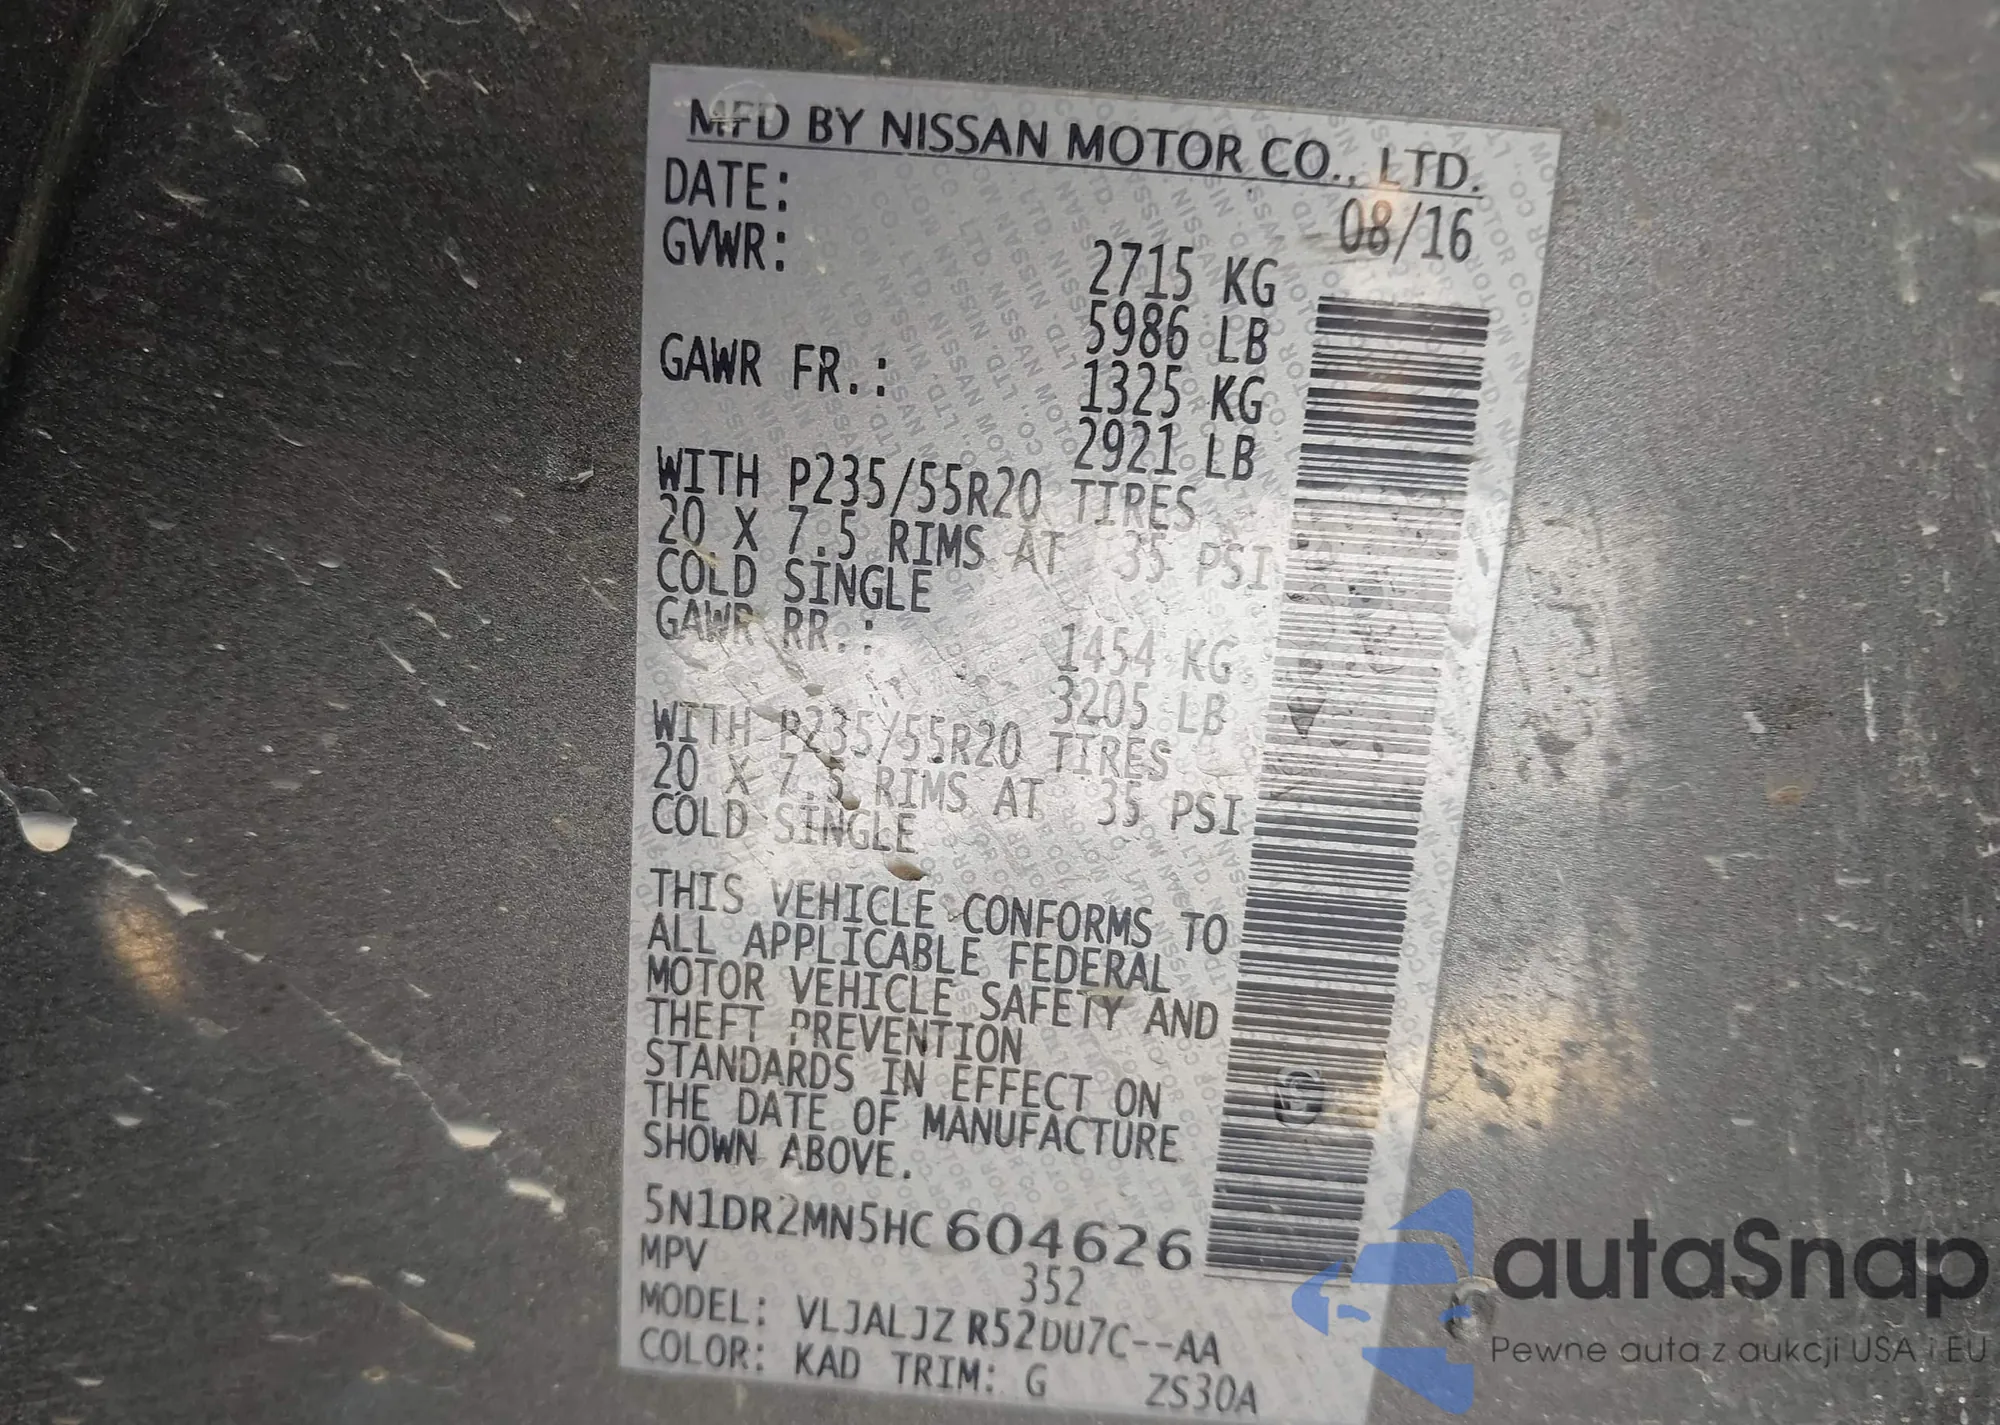 MFD BY NISSAN MOTOR CO., LTD.
DATE: 08/16
GVWR: 2715 KG
5986 LB
GAWR FR.: 1325 KG
2921 LB
WITH P235/55R20 TIRES
20 X 7.5 RIMS AT 35 PSI
COLD SINGLE
GAWR RR.: 1454 KG
3205 LB
WITH P235/55R20 TIRES
20 X 7.5 RIMS AT 35 PSI
COLD SINGLE
THIS VEHICLE CONFORMS TO
ALL APPLICABLE FEDERAL
MOTOR VEHICLE SAFETY AND
THEFT PREVENTION
STANDARDS IN EFFECT ON
THE DATE OF MANUFACTURE
SHOWN ABOVE.
5N1DR2MN5HC604626
MPV 352
MODEL: VLJALJZ R52DU7C--AA
COLOR: KAD TRIM: G ZS30A
autaSnap
Pewne auta z aukcji USA i EU